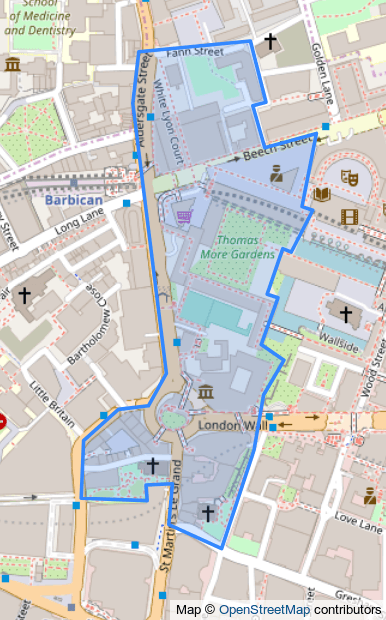 School
of Medicine
and Dentistry
Fann Street
Golden Lane
Aldersgate Street
White Lyon Court
Beech Street
Barbican
Long Lane
Thomas
More Gardens
Close
Bartholomew
Wallside
Wood Street
Little Britain
London Wall
St Martin's Le Grand
Love Lane
Map © OpenStreetMap contributors